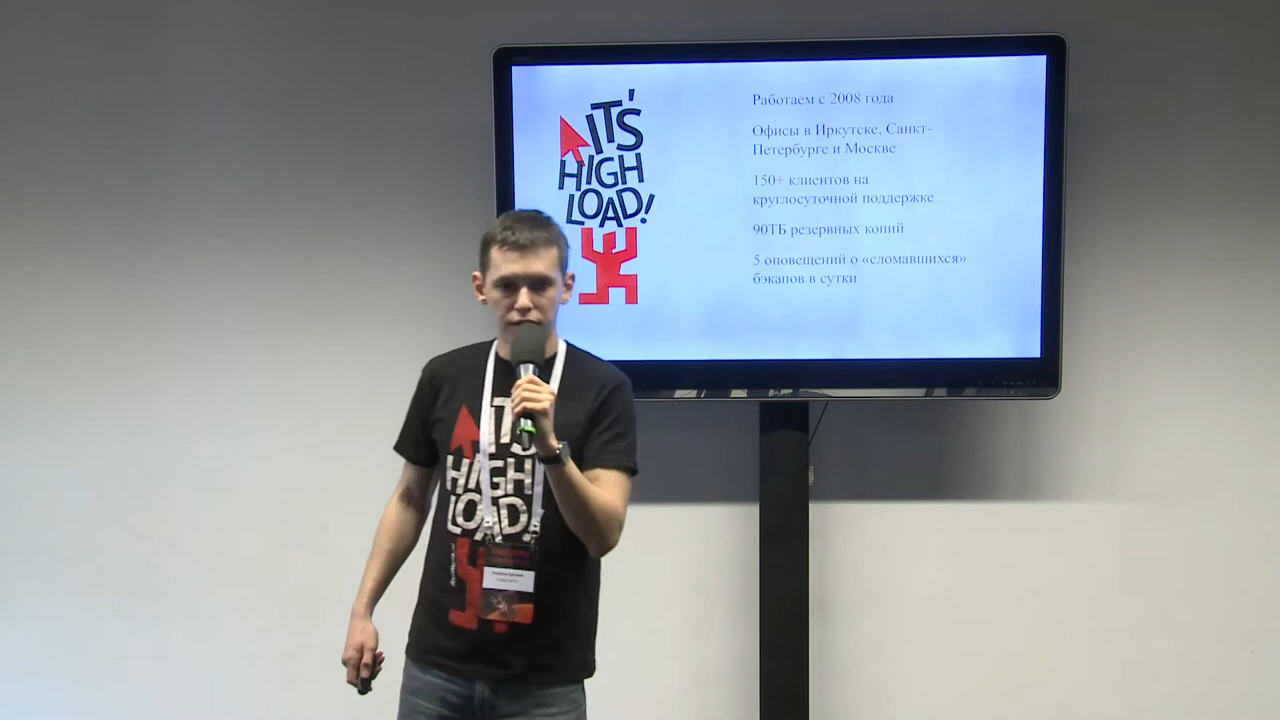 IT'S
HIGH
LOAD!
Работаем с 2008 года
Офисы в Иркутске, Санкт-
Петербурге и Москве
150+ клиентов на
круглосуточной поддержке
90ТБ резервных копий
5 оповещений о «сломавшихся»
бэкапов в сутки
IT'S
HIGH
LOAD!